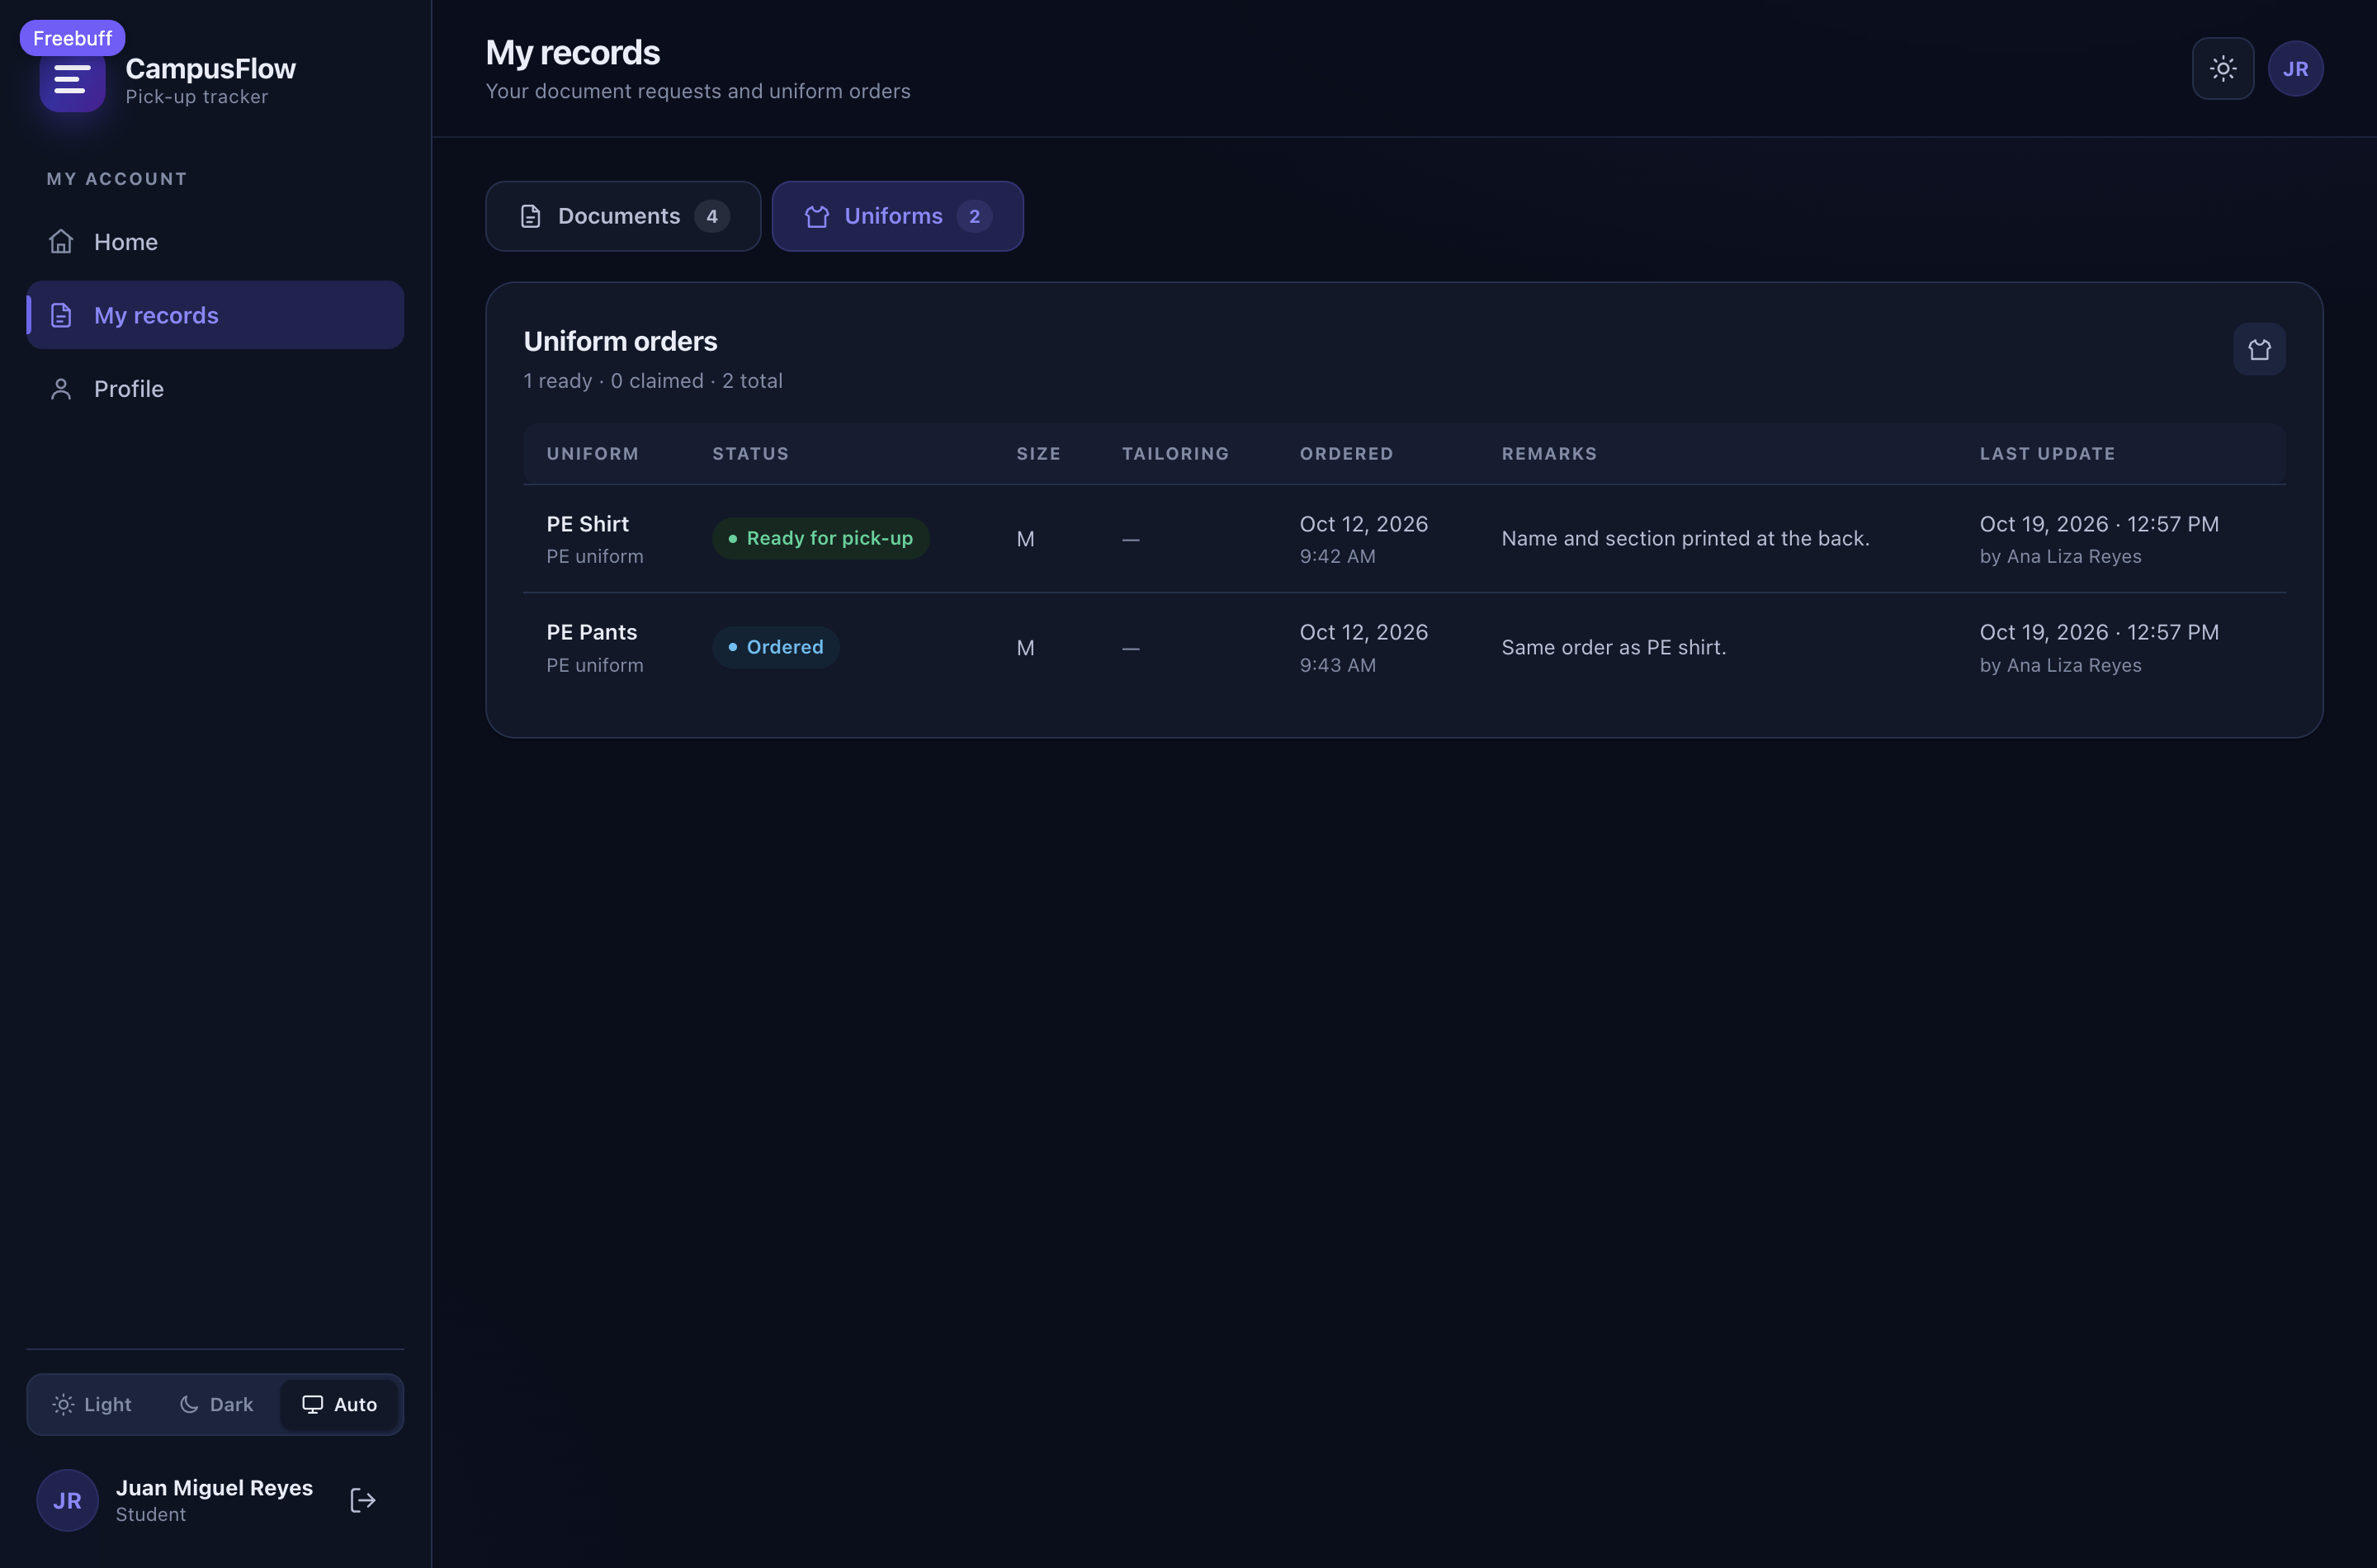 Freebuff
CampusFlow
Pick-up tracker
MY ACCOUNT
Home
My records
Profile
Light Dark Auto
JR Juan Miguel Reyes
Student
My records
Your document requests and uniform orders
JR
Documents 4 Uniforms 2
Uniform orders
1 ready · 0 claimed · 2 total
UNIFORM STATUS SIZE TAILORING ORDERED REMARKS LAST UPDATE
PE Shirt
PE uniform
Ready for pick-up
M
—
Oct 12, 2026
9:42 AM
Name and section printed at the back.
Oct 19, 2026 · 12:57 PM
by Ana Liza Reyes
PE Pants
PE uniform
Ordered
M
—
Oct 12, 2026
9:43 AM
Same order as PE shirt.
Oct 19, 2026 · 12:57 PM
by Ana Liza Reyes